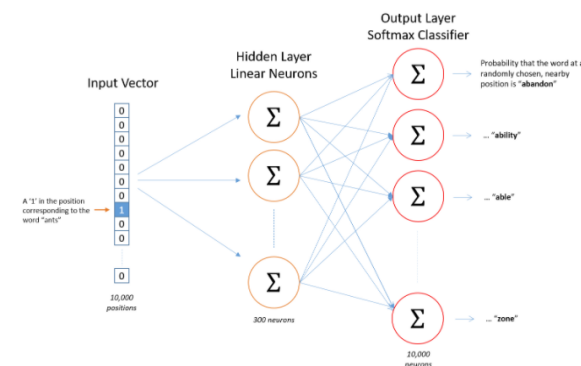 Output Layer
Softmax Classifier
Hidden Layer
Linear Neurons
Input Vector
Probability that the word at a
randomly chosen, nearby
position is "abandon"
... "ability"
... "able"
... "zone"
0
0
0
0
0
0
0
1
0
0
0
A '1' in the position
corresponding to the
word "ants"
10,000
positions
Σ
Σ
Σ
300 neurons
Σ
Σ
Σ
Σ
10,000
neurons